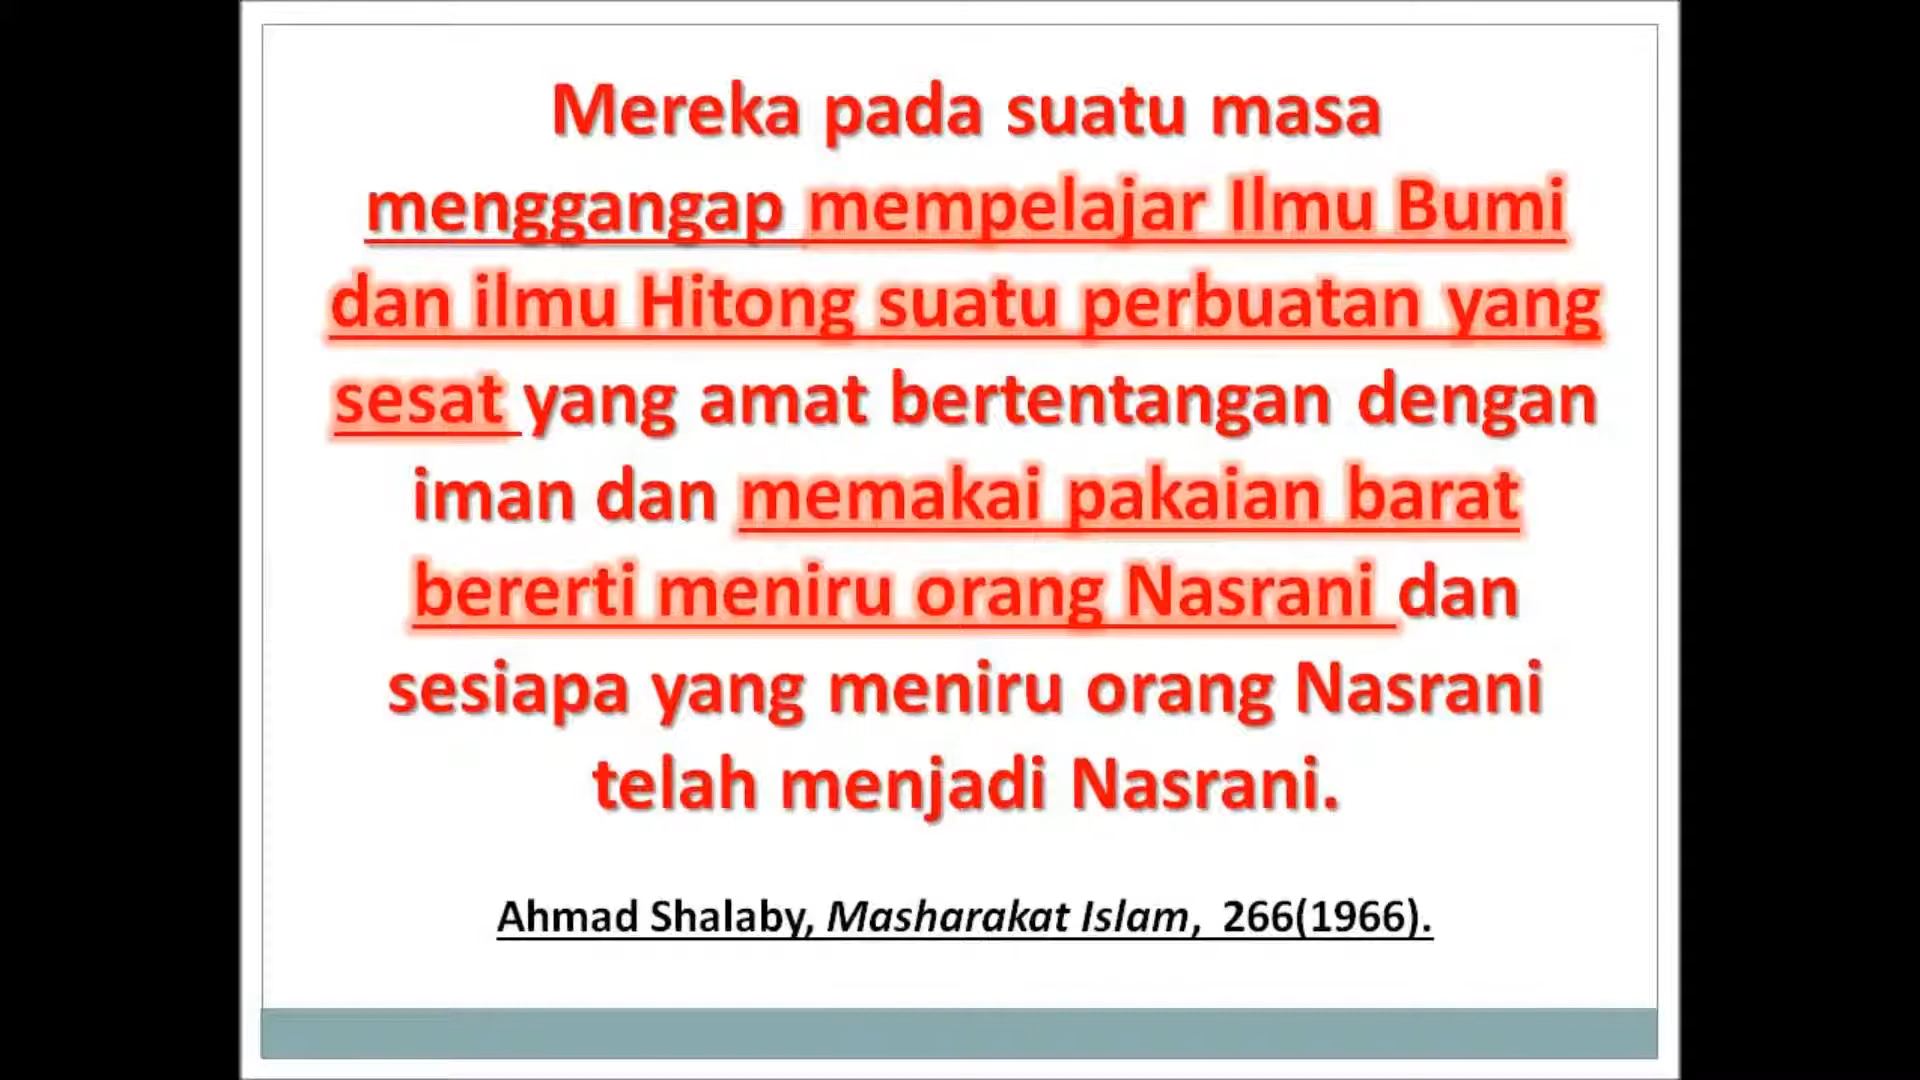 Mereka pada suatu masa
menggangap mempelajar Ilmu Bumi
dan ilmu Hitong suatu perbuatan yang
sesat yang amat bertentangan dengan
iman dan memakai pakaian barat
bererti meniru orang Nasrani dan
sesiapa yang meniru orang Nasrani
telah menjadi Nasrani.
Ahmad Shalaby, Masharakat Islam, 266(1966).